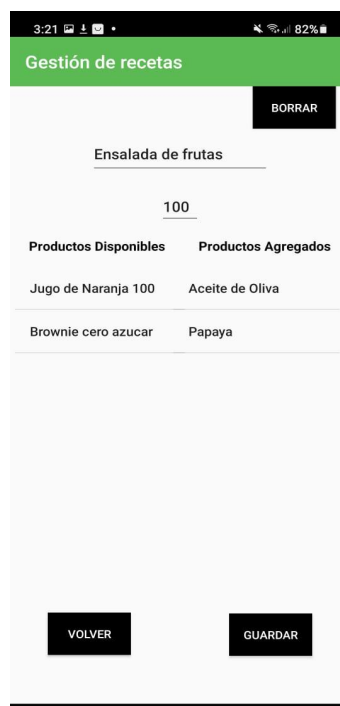 3:21 82%
Gestión de recetas
BORRAR
Ensalada de frutas
100
Productos Disponibles Productos Agregados
Jugo de Naranja 100 Aceite de Oliva
Brownie cero azucar Papaya
VOLVER GUARDAR